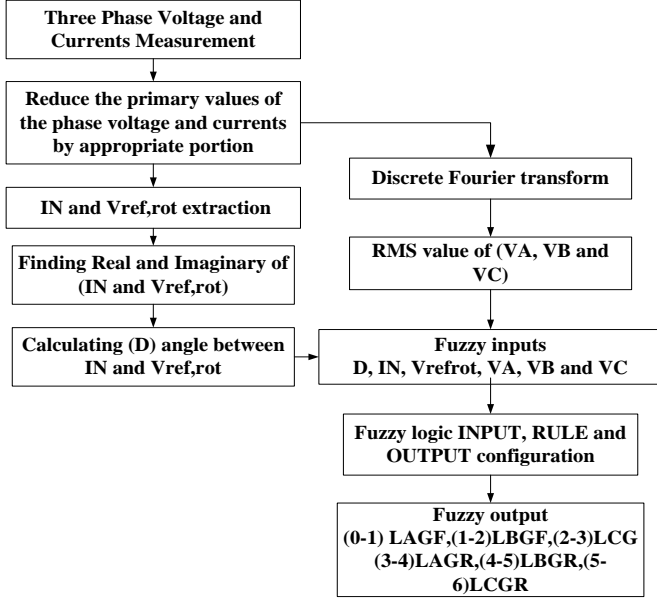 Three Phase Voltage and
Currents Measurement
Reduce the primary values of
the phase voltage and currents
by appropriate portion
IN and Vref,rot extraction
Finding Real and Imaginary of
(IN and Vref,rot)
Calculating (D) angle between
IN and Vref,rot
Discrete Fourier transform
RMS value of (VA, VB and
VC)
Fuzzy inputs
D, IN, Vrefrot, VA, VB and VC
Fuzzy logic INPUT, RULE and
OUTPUT configuration
Fuzzy output
(0-1) LAGF,(1-2)LBGF,(2-3)LCG
(3-4)LAGR,(4-5)LBGR,(5-
6)LCGR